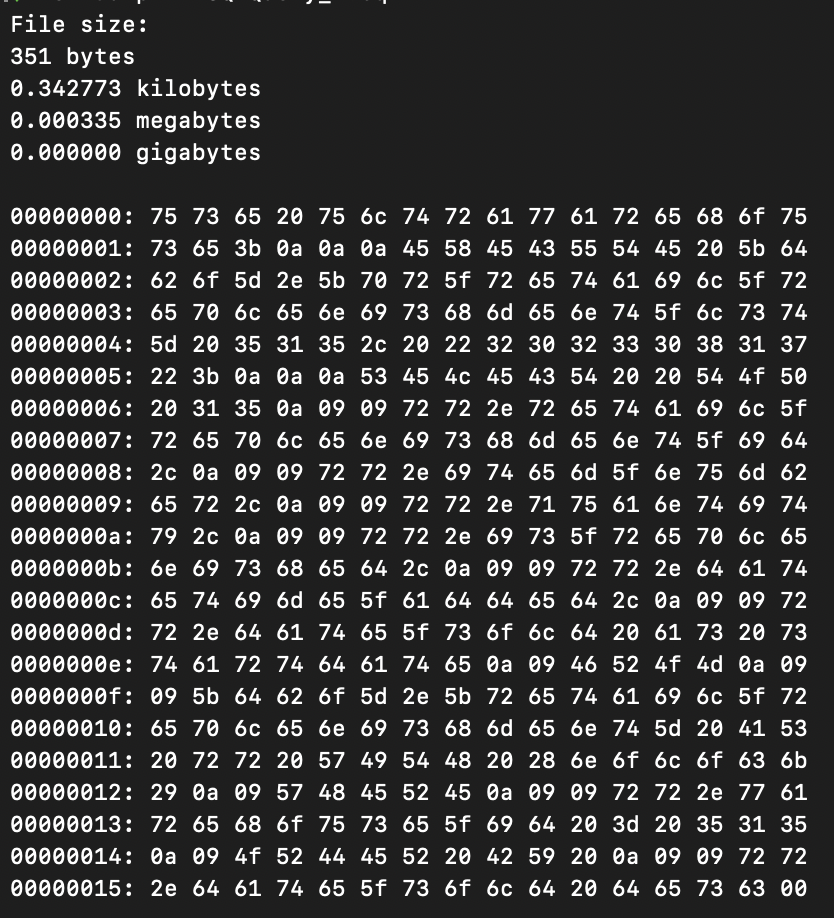 File size:
351 bytes
0.342773 kilobytes
0.000335 megabytes
0.000000 gigabytes
00000000: 75 73 65 20 75 6c 74 72 61 77 61 72 65 68 6f 75
00000001: 73 65 3b 0a 0a 0a 45 58 45 43 55 54 45 20 5b 64
00000002: 62 6f 5d 2e 5b 70 72 5f 72 65 74 61 69 6c 5f 72
00000003: 65 70 6c 65 6e 69 73 68 6d 65 6e 74 5f 6c 73 74
00000004: 5d 20 35 31 35 2c 20 22 32 30 32 33 30 38 31 37
00000005: 22 3b 0a 0a 0a 53 45 4c 45 43 54 20 20 54 4f 50
00000006: 20 31 35 0a 09 09 72 72 2e 72 65 74 61 69 6c 5f
00000007: 72 65 70 6c 65 6e 69 73 68 6d 65 6e 74 5f 69 64
00000008: 2c 0a 09 09 72 72 2e 69 74 65 6d 5f 6e 75 6d 62
00000009: 65 72 2c 0a 09 09 72 72 2e 71 75 61 6e 74 69 74
0000000a: 79 2c 0a 09 09 72 72 2e 69 73 5f 72 65 70 6c 65
0000000b: 6e 69 73 68 65 64 2c 0a 09 09 72 72 2e 64 61 74
0000000c: 65 74 69 6d 65 5f 61 64 64 65 64 2c 0a 09 09 72
0000000d: 72 2e 64 61 74 65 5f 73 6f 6c 64 20 61 73 20 73
0000000e: 74 61 72 74 64 61 74 65 0a 09 46 52 4f 4d 0a 09
0000000f: 09 5b 64 62 6f 5d 2e 5b 72 65 74 61 69 6c 5f 72
00000010: 65 70 6c 65 6e 69 73 68 6d 65 6e 74 5d 20 41 53
00000011: 20 72 72 20 57 49 54 48 20 28 6e 6f 6c 6f 63 6b
00000012: 29 0a 09 57 48 45 52 45 0a 09 09 72 72 2e 77 61
00000013: 72 65 68 6f 75 73 65 5f 69 64 20 3d 20 35 31 35
00000014: 0a 09 4f 52 44 45 52 20 42 59 20 0a 09 09 72 72
00000015: 2e 64 61 74 65 5f 73 6f 6c 64 20 64 65 73 63 00